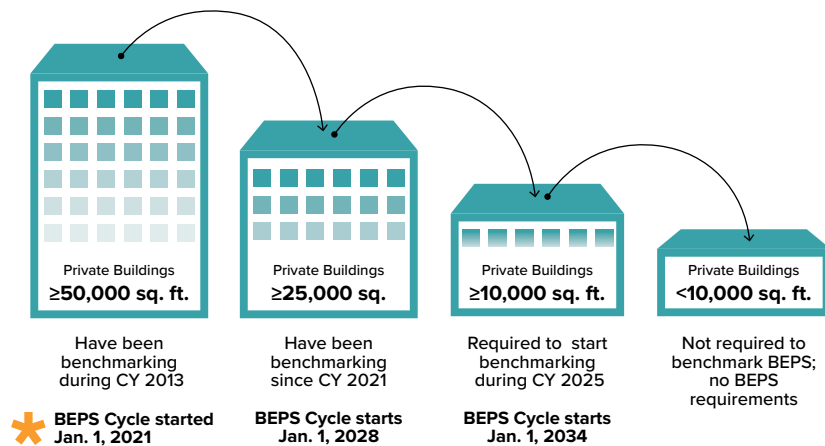 Private Buildings
≥50,000 sq. ft.
Have been
benchmarking
during CY 2013
BEPS Cycle started
Jan. 1, 2021
Private Buildings
≥25,000 sq.
Have been
benchmarking
since CY 2021
BEPS Cycle starts
Jan. 1, 2028
Private Buildings
≥10,000 sq. ft.
Required to start
benchmarking
during CY 2025
BEPS Cycle starts
Jan. 1, 2034
Private Buildings
<10,000 sq. ft.
Not required to
benchmark BEPS;
no BEPS
requirements